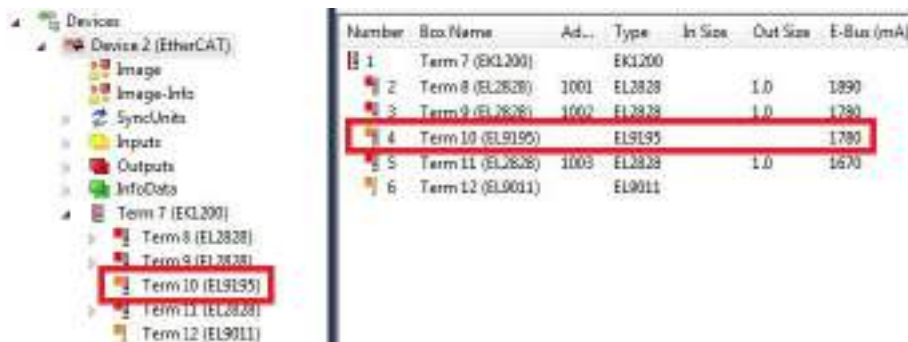 Devices
Device 2 (EtherCAT)
Image
Image-Info
SyncUnits
Inputs
Outputs
InfoData
Term 7 (EK1200)
Term 8 (EL2828)
Term 9 (EL2828)
Term 10 (EL9195)
Term 11 (EL2828)
Term 12 (EL9011)
Number Box Name Ad... Type In Size Out Size E-Bus (mA)
1 Term 7 (EK1200) EK1200
2 Term 8 (EL2828) 1001 EL2828 1.0 1890
3 Term 9 (EL2828) 1002 EL2828 1.0 1780
4 Term 10 (EL9195) EL9195 1780
5 Term 11 (EL2828) 1003 EL2828 1.0 1670
6 Term 12 (EL9011) EL9011